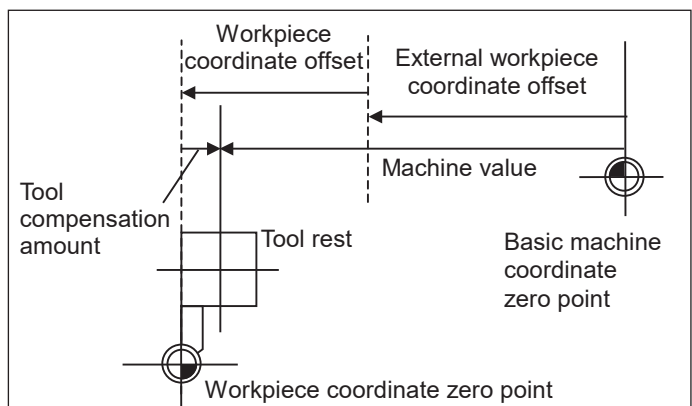 Workpiece
coordinate offset
External workpiece
coordinate offset
Machine value
Tool
compensation
amount
Tool rest
Basic machine
coordinate
zero point
Workpiece coordinate zero point